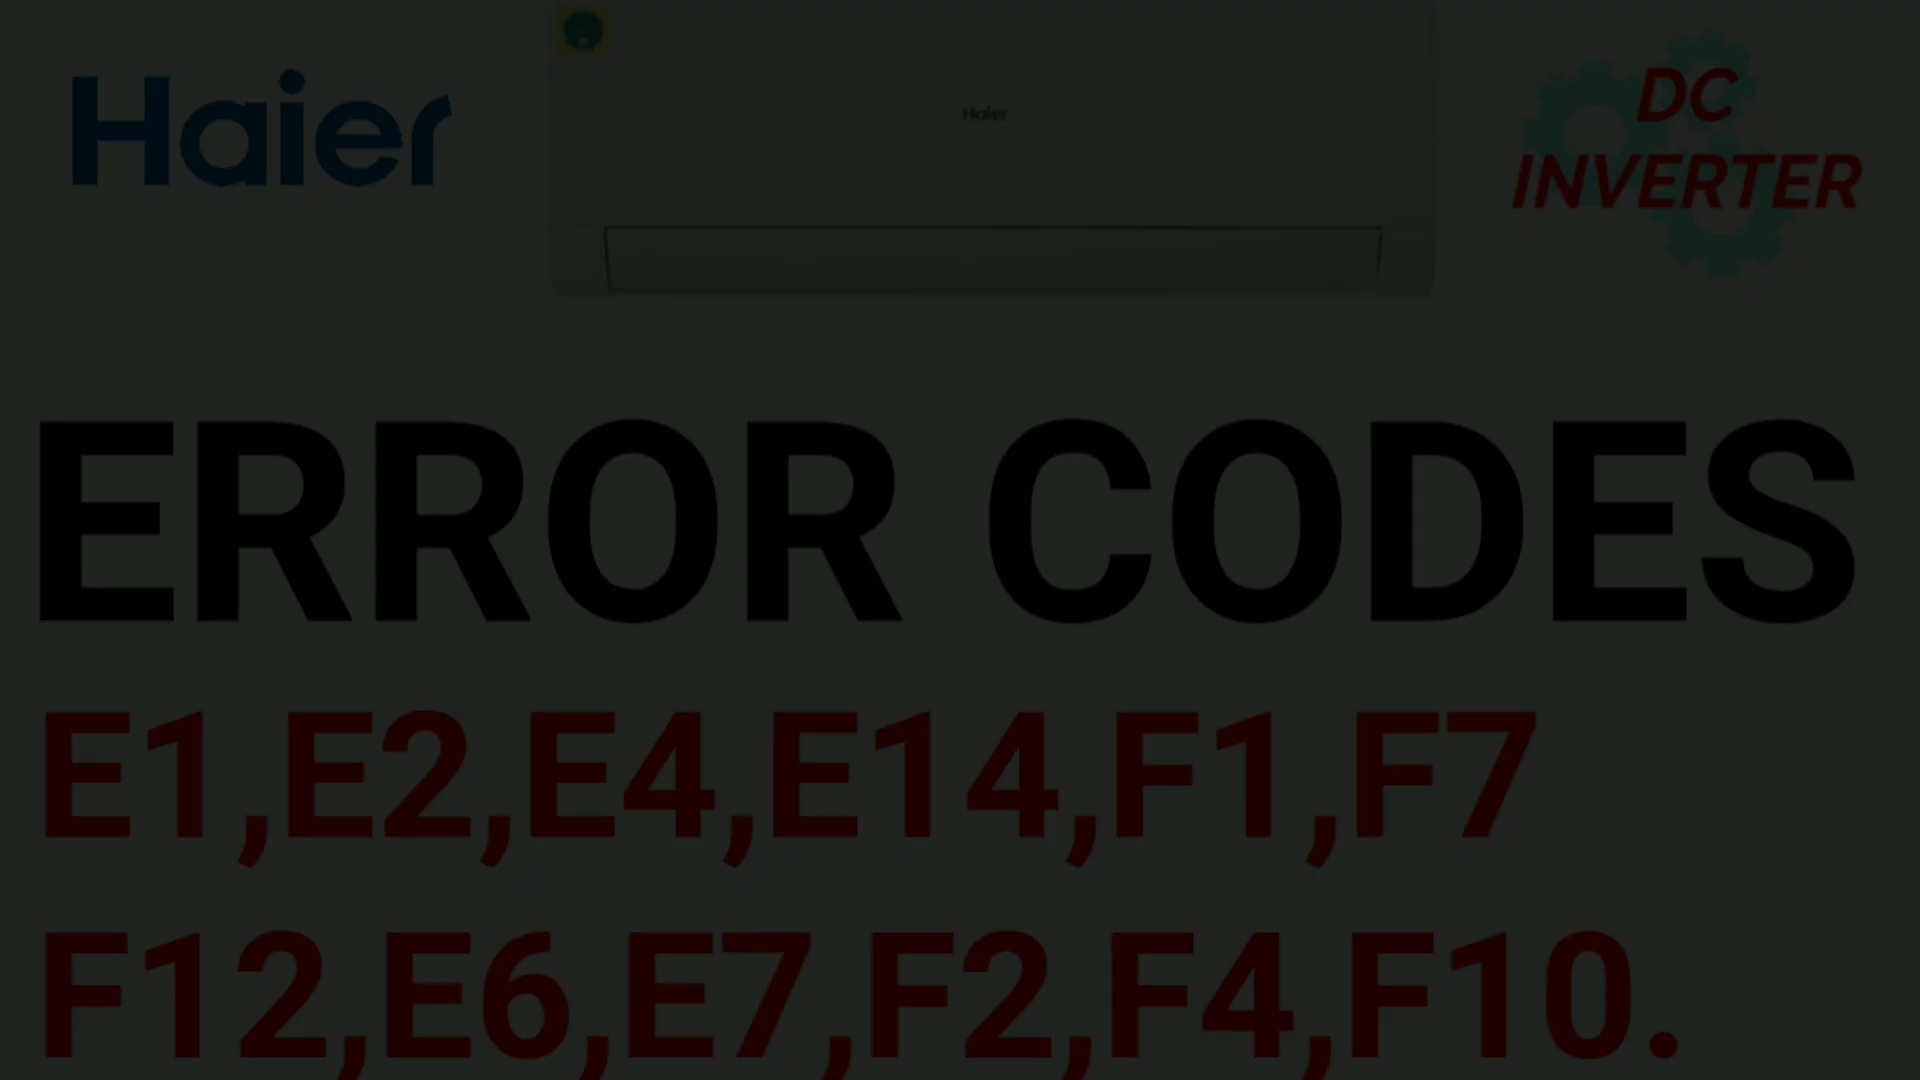 Haier
Haier
DC
INVERTER
ERROR CODES
E1,E2,E4,E14,F1,F7
F12,E6,E7,F2,F4,F10.